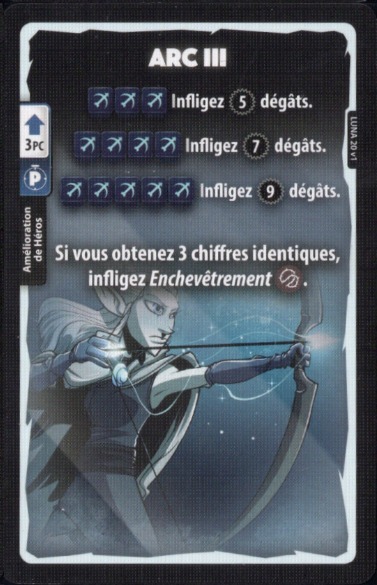 ARC III
Infligez 5 dégâts.
3PC
P
Infligez 7 dégâts.
Infligez 9 dégâts.
LUNA 20 v1
Amélioration
de Héros
Si vous obtenez 3 chiffres identiques,
infligez Enchevêtrement .